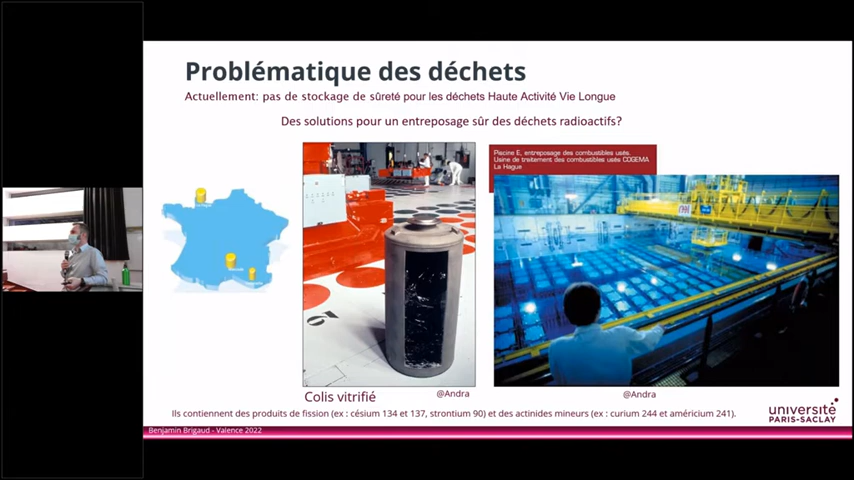 Problématique des déchets
Actuellement: pas de stockage de sûreté pour les déchets Haute Activité Vie Longue
Des solutions pour un entreposage sûr des déchets radioactifs?
Piscine E, entreposage des combustibles usés.
Usine de traitement des combustibles usés COGEMA
La Hague
Colis vitrifié
@Andra
@Andra
Ils contiennent des produits de fission (ex : césium 134 et 137, strontium 90) et des actinides mineurs (ex : curium 244 et américium 241).
université
PARIS-SACLAY
Benjamin Brigaud - Valence 2022